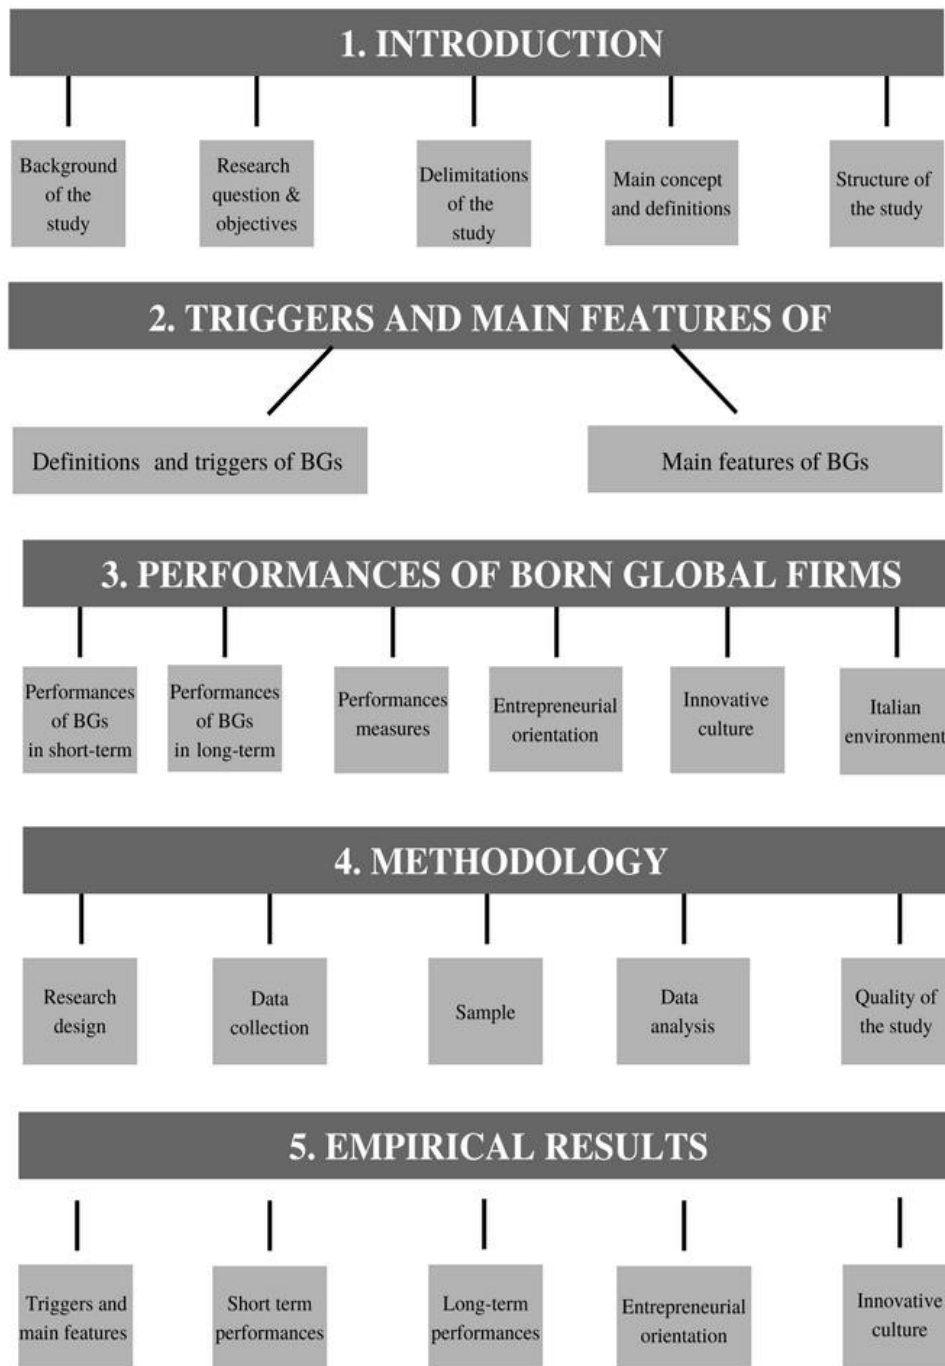 1. INTRODUCTION
Background
of the
study
Research
question &
objectives
Delimitations
of the
study
Main concept
and definitions
Structure of
the study
2. TRIGGERS AND MAIN FEATURES OF
Definitions and triggers of BGs
Main features of BGs
3. PERFORMANCES OF BORN GLOBAL FIRMS
Performances
of BGs
in short-term
Performances
of BGs
in long-term
Performances
measures
Entrepreneurial
orientation
Innovative
culture
Italian
environment
4. METHODOLOGY
Research
design
Data
collection
Sample
Data
analysis
Quality of
the study
5. EMPIRICAL RESULTS
Triggers and
main features
Short term
performances
Long-term
performances
Entrepreneurial
orientation
Innovative
culture